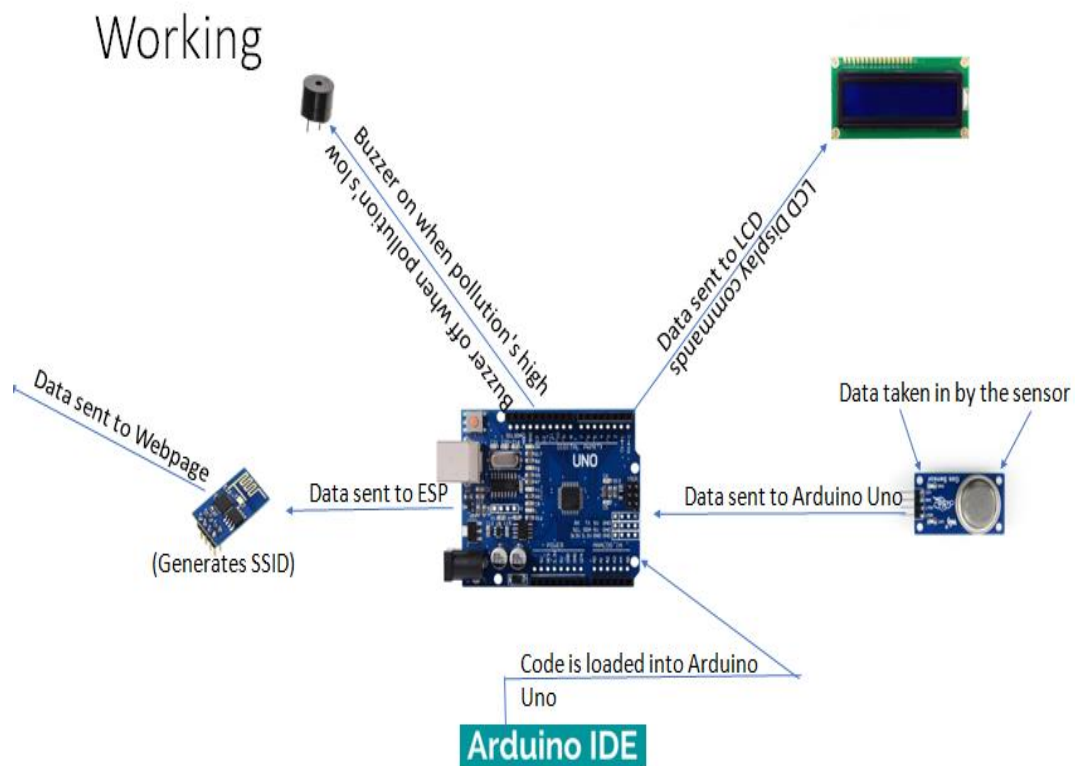 Working
Buzzer on when pollution's high
Buzzer off when pollution's low
Data sent to LCD
LCD Display commands
Data sent to Webpage
Data taken in by the sensor
Data sent to ESP
UNO
Data sent to Arduino Uno
(Generates SSID)
Code is loaded into Arduino
Uno
Arduino IDE